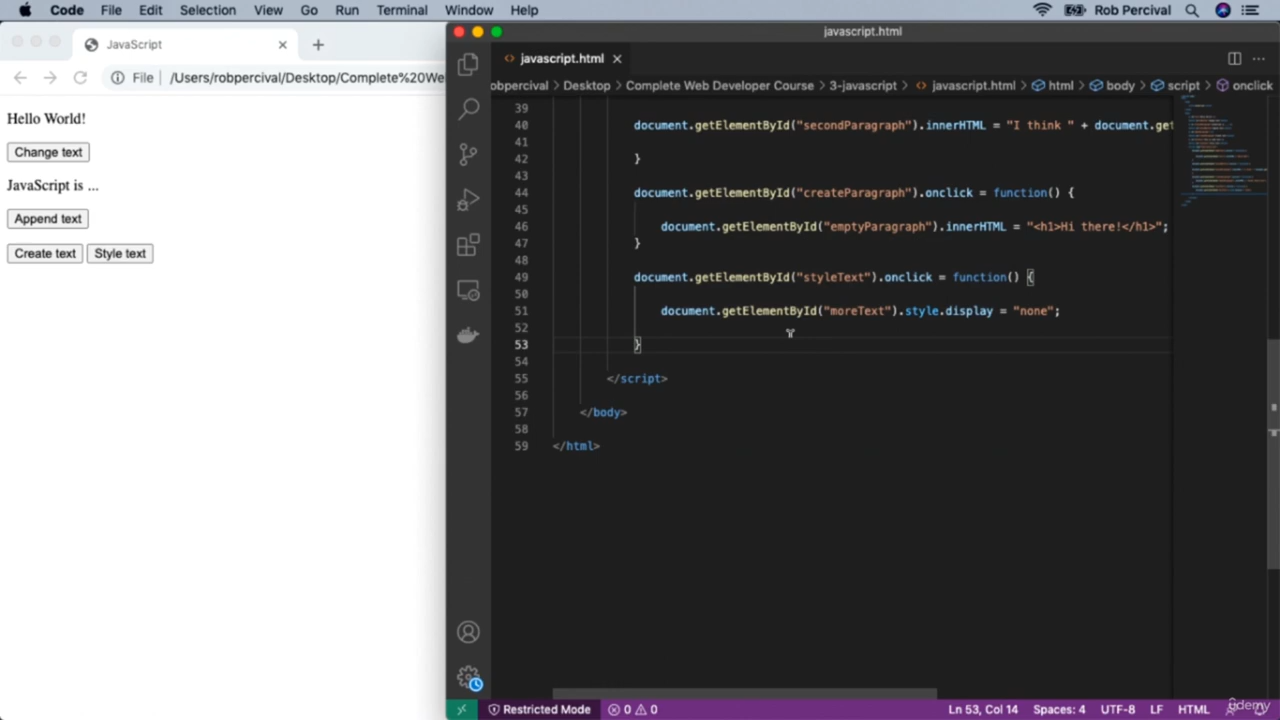 Code File Edit Selection View Go Run Terminal Window Help Rob Percival
JavaScript
File /Users/robpercival/Desktop/Complete%20We
Hello World!
Change text
JavaScript is ...
Append text
Create text Style text
javascript.html
javascript.html
obpercival > Desktop > Complete Web Developer Course > 3-javascript > javascript.html > html > body > script > onclick
39
40 document.getElementById("secondParagraph").innerHTML = "I think " + document.get
41
42 }
43
44 document.getElementById("createParagraph").onclick = function() {
45
46 document.getElementById("emptyParagraph").innerHTML = "<h1>Hi there!</h1>";
47 }
48
49 document.getElementById("styleText").onclick = function() {
50
51 document.getElementById("moreText").style.display = "none";
52
53 }
54
55 </script>
56
57 </body>
58
59 </html>
Restricted Mode 0 0 Ln 53, Col 14 Spaces: 4 UTF-8 LF HTML
Udemy